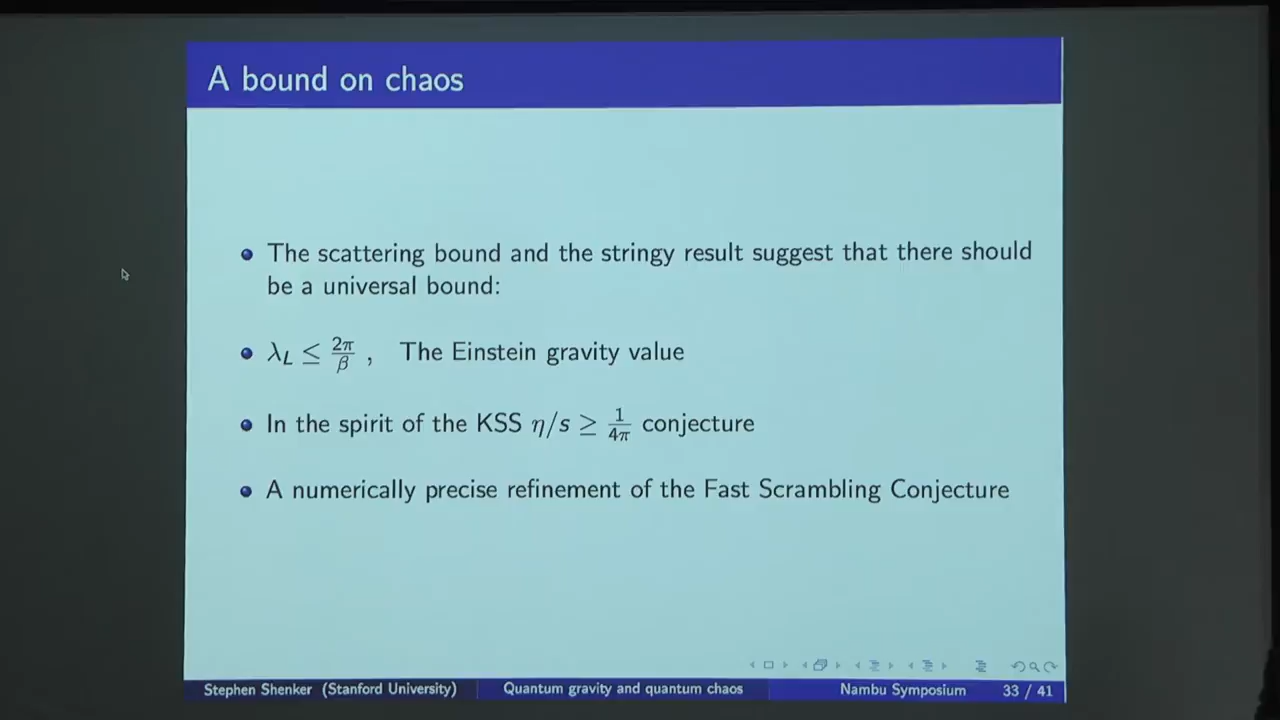 A bound on chaos
The scattering bound and the stringy result suggest that there should
be a universal bound:
λ_L ≤ 2π/β , The Einstein gravity value
In the spirit of the KSS η/s ≥ 1/4π conjecture
A numerically precise refinement of the Fast Scrambling Conjecture
Stephen Shenker (Stanford University) Quantum gravity and quantum chaos Nambu Symposium 33 / 41